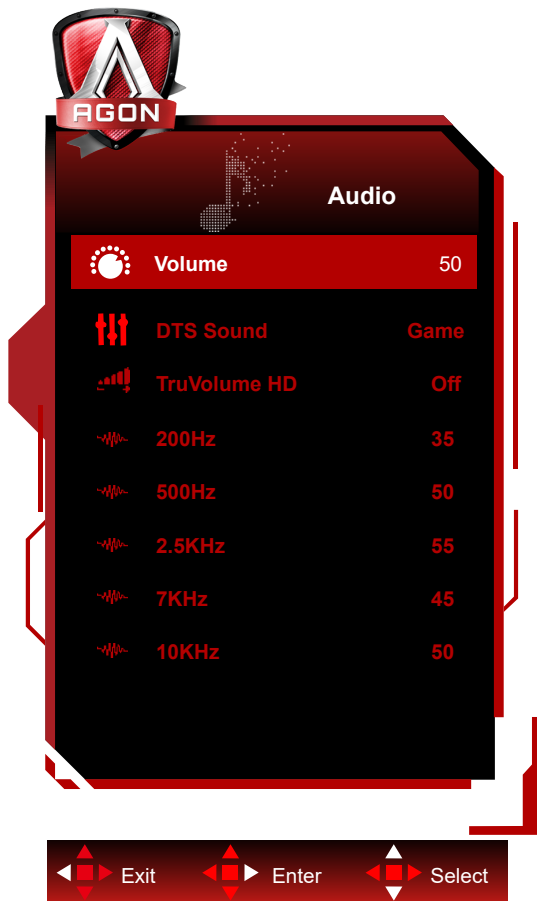 AGON
Audio
Volume 50
DTS Sound Game
TruVolume HD Off
200Hz 35
500Hz 50
2.5KHz 55
7KHz 45
10KHz 50
Exit Enter Select